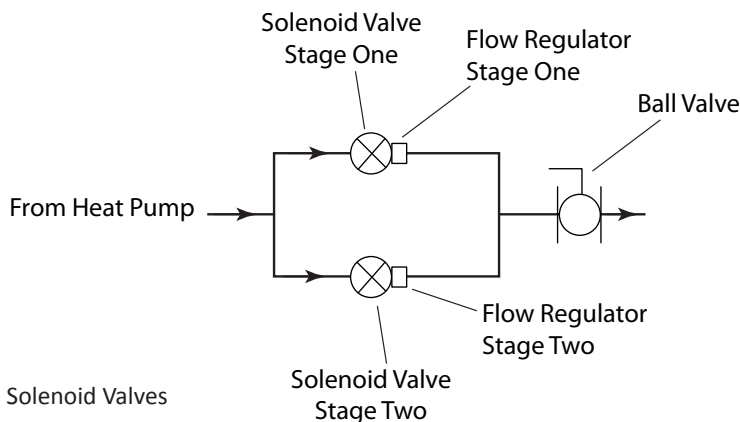 Solenoid Valve
Stage One
Flow Regulator
Stage One
Ball Valve
From Heat Pump
Flow Regulator
Stage Two
Solenoid Valve
Stage Two
Solenoid Valves